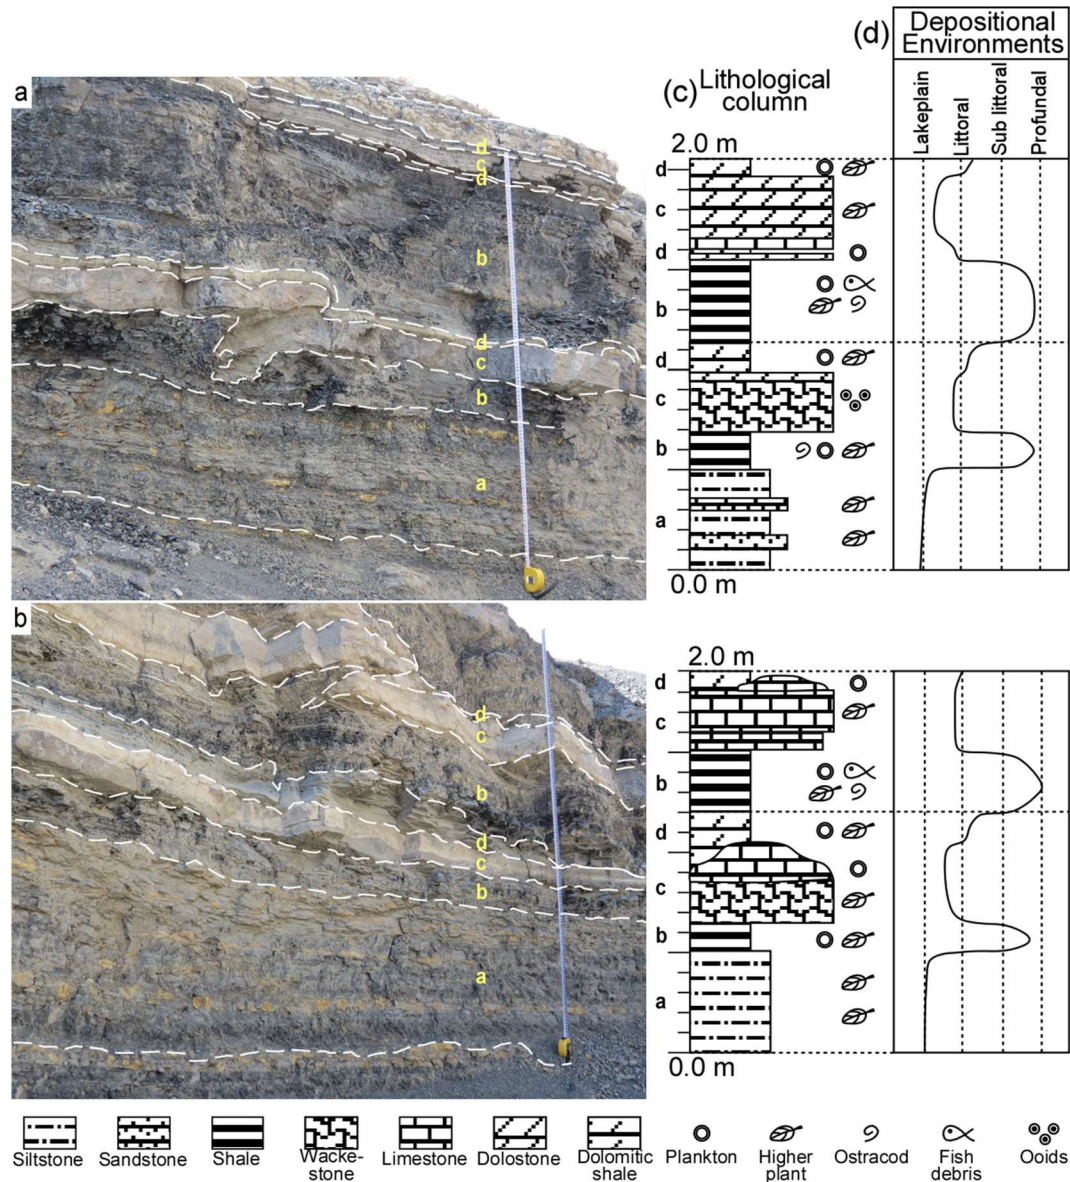 (d)
Depositional
Environments
a
(c)
Lithological
column
Lakeplain
Littoral
Sub littoral
Profundal
2.0 m
d
c
d
b
d
c
b
a
d
c
d
b
d
c
b
a
0.0 m
b
2.0 m
d
c
b
d
c
b
a
d
c
b
d
c
b
a
0.0 m
Siltstone
Sandstone
Shale
Wacke-
stone
Limestone
Dolostone
Dolomitic
shale
Plankton
Higher
plant
Ostracod
Fish
debris
Ooids